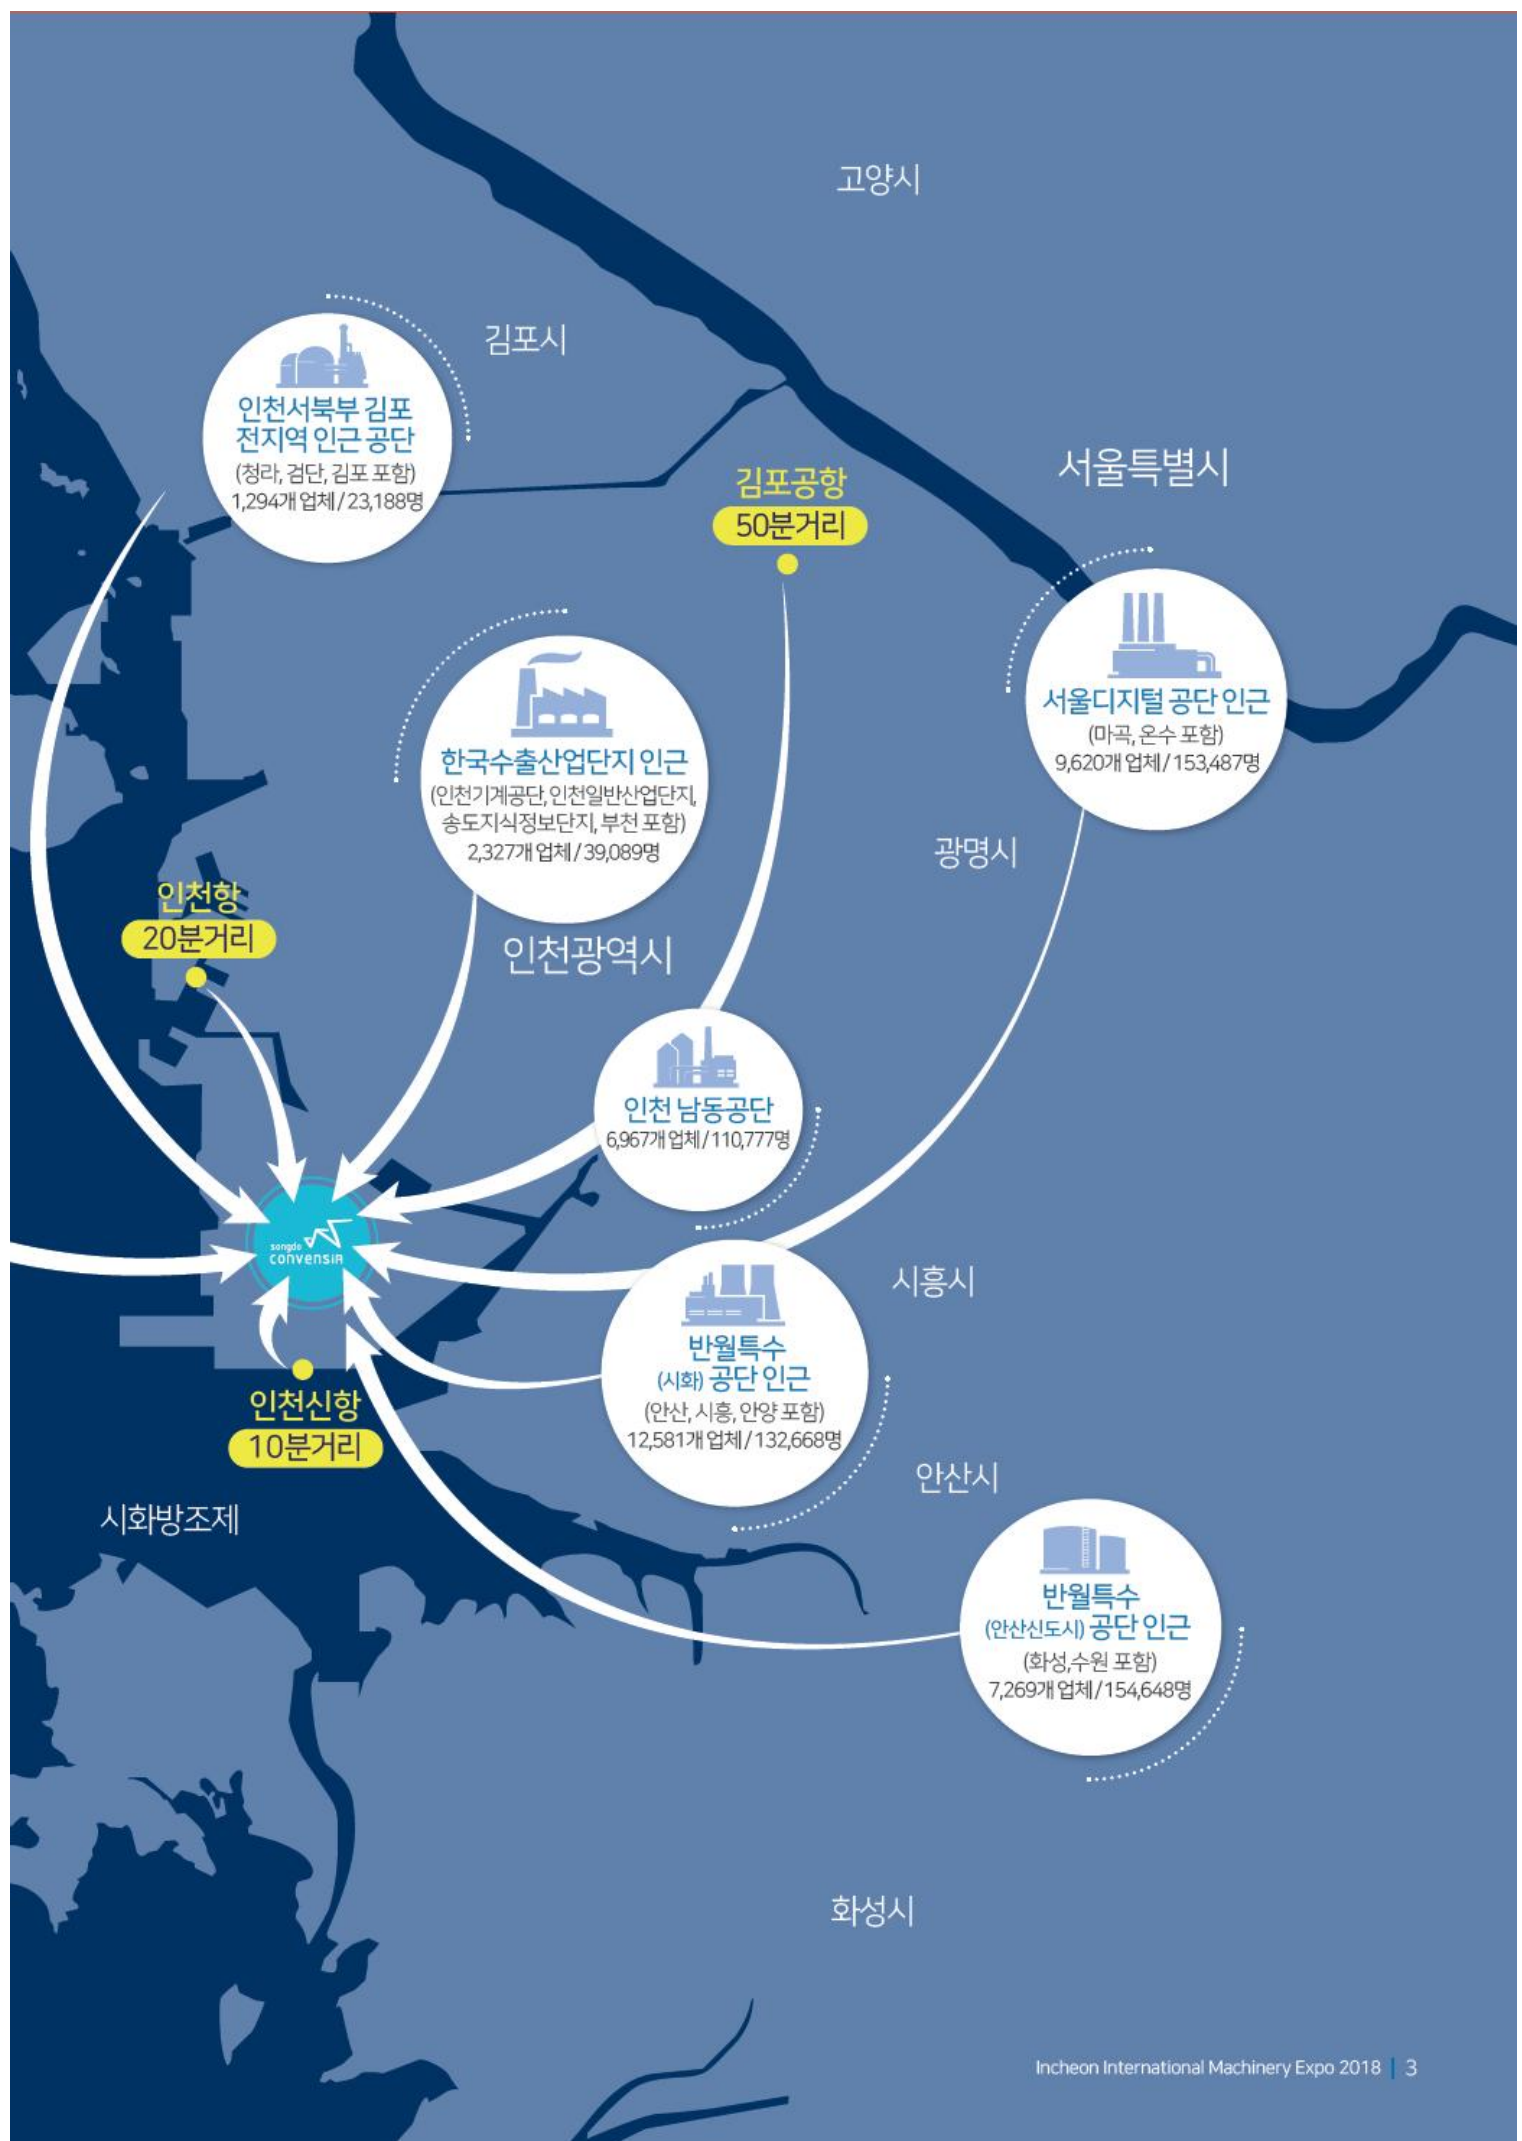 고양시
김포시
인천서북부 김포
전지역 인근 공단
(청라, 검단, 김포 포함)
1,294개 업체 / 23,188명
김포공항
50분거리
서울특별시
서울디지털 공단 인근
(마곡, 온수 포함)
9,620개 업체 / 153,487명
한국수출산업단지 인근
(인천기계공단, 인천일반산업단지,
송도지식정보단지, 부천 포함)
2,327개 업체 / 39,089명
광명시
인천항
20분거리
인천광역시
인천 남동공단
6,967개 업체 / 110,777명
songdo
convensia
시흥시
반월특수
(시화) 공단 인근
(안산, 시흥, 안양 포함)
12,581개 업체 / 132,668명
인천신항
10분거리
안산시
시화방조제
반월특수
(안산신도시) 공단 인근
(화성,수원 포함)
7,269개 업체 / 154,648명
화성시
Incheon International Machinery Expo 2018 | 3